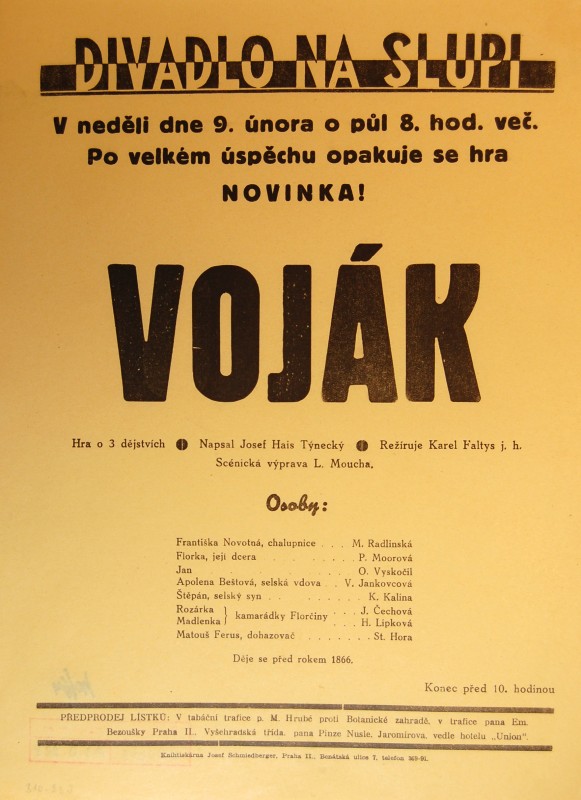 DIVADLO NA SLUPI
V neděli dne 9. února o půl 8. hod. več.
Po velkém úspěchu opakuje se hra
NOVINKA!
VOJÁK
Hra o 3 dějstvích Napsal Josef Hais Týnecký Režíruje Karel Faltys j. h.
Scénická výprava L. Moucha.
Osoby:
Františka Novotná, chalupnice . . . M. Radlinská
Florka, její dcera . . . . . . . . P. Moorová
Jan . . . . . . . O. Vyskočil
Apolena Beštová, selská vdova . V. Jankovcová
Štěpán, selský syn . . . . . . . . K. Kalina
Rozárka } kamarádky Florčiny . . . J. Čechová
Madlenka } . . . H. Lipková
Matouš Ferus, dohazovač . . . . . . . St. Hora
Děje se před rokem 1866.
Konec před 10. hodinou
PŘEDPRODEJ LÍSTKŮ: V tabáční trafice p. M. Hrubé proti Botanické zahradě, v trafice pana Em.
Bezoušky Praha II., Vyšehradská třída, pana Pinze Nusle, Jaromírova, vedle hotelu „Union".
Knihtiskárna Josef Schmiedberger, Praha II., Benátská ulice 7, telefon